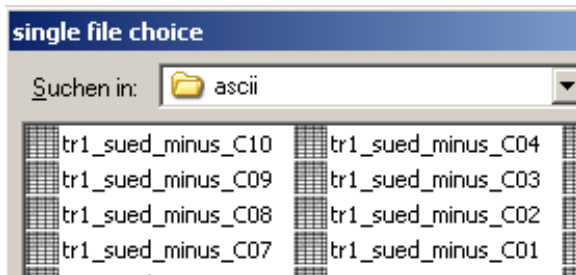 single file choice
Suchen in: ascii
tr1_sued_minus_C10 tr1_sued_minus_C04
tr1_sued_minus_C09 tr1_sued_minus_C03
tr1_sued_minus_C08 tr1_sued_minus_C02
tr1_sued_minus_C07 tr1_sued_minus_C01